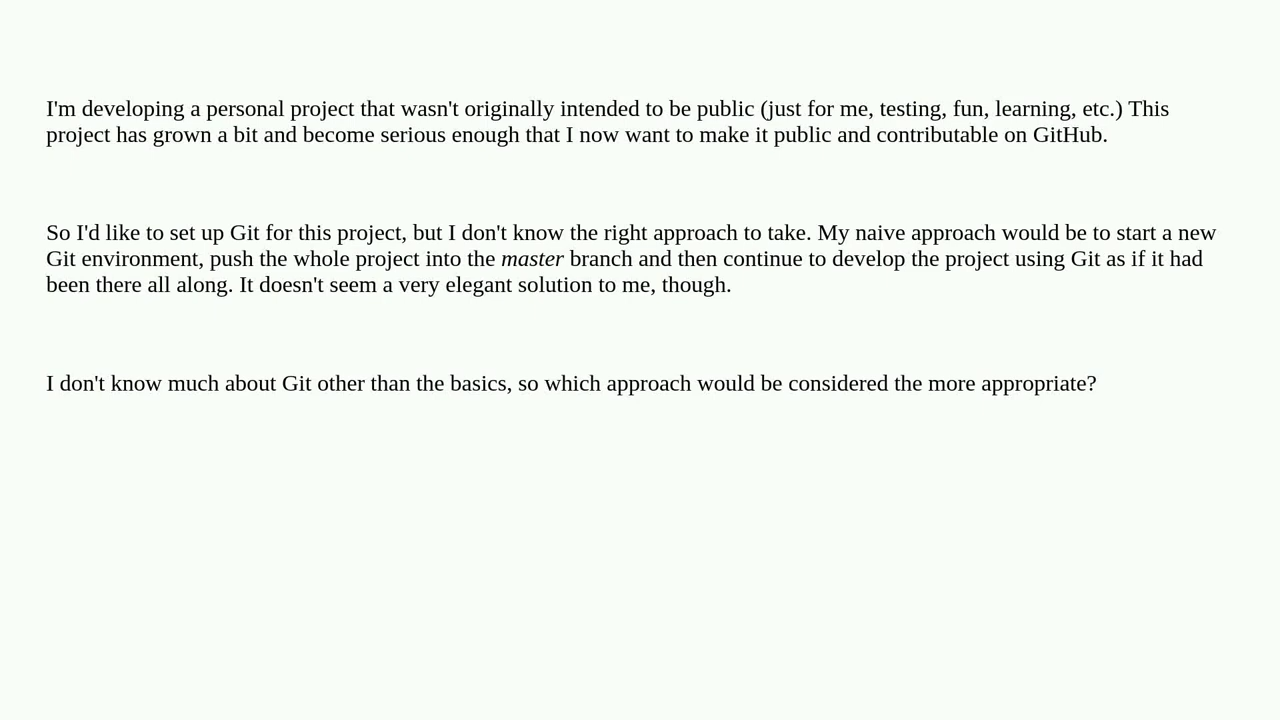 I'm developing a personal project that wasn't originally intended to be public (just for me, testing, fun, learning, etc.) This
project has grown a bit and become serious enough that I now want to make it public and contributable on GitHub.
So I'd like to set up Git for this project, but I don't know the right approach to take. My naive approach would be to start a new
Git environment, push the whole project into the master branch and then continue to develop the project using Git as if it had
been there all along. It doesn't seem a very elegant solution to me, though.
I don't know much about Git other than the basics, so which approach would be considered the more appropriate?